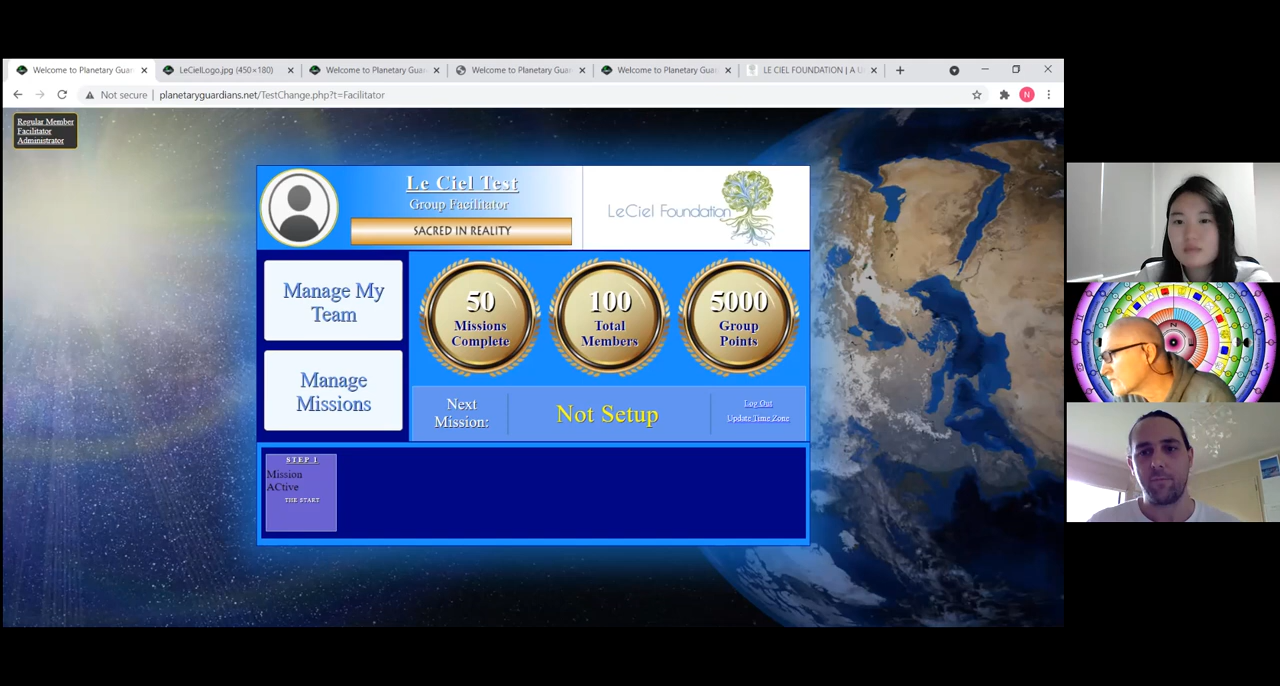 Welcome to Planetary Guar
LeCielLogo.jpg (450×180)
Welcome to Planetary Guar
Welcome to Planetary Guar
Welcome to Planetary Guar
LE CIEL FOUNDATION | A U
Not secure | planetaryguardians.net/TestChange.php?t=Facilitator
N
Regular Member
Facilitator
Administrator
Le Ciel Test
Group Facilitator
SACRED IN REALITY
LeCiel Foundation
Manage My
Team
Manage
Missions
50
Missions
Complete
100
Total
Members
5000
Group
Points
Next
Mission:
Not Setup
Log Out
Update Time Zone
STEP 1
Mission
ACtive
THE START